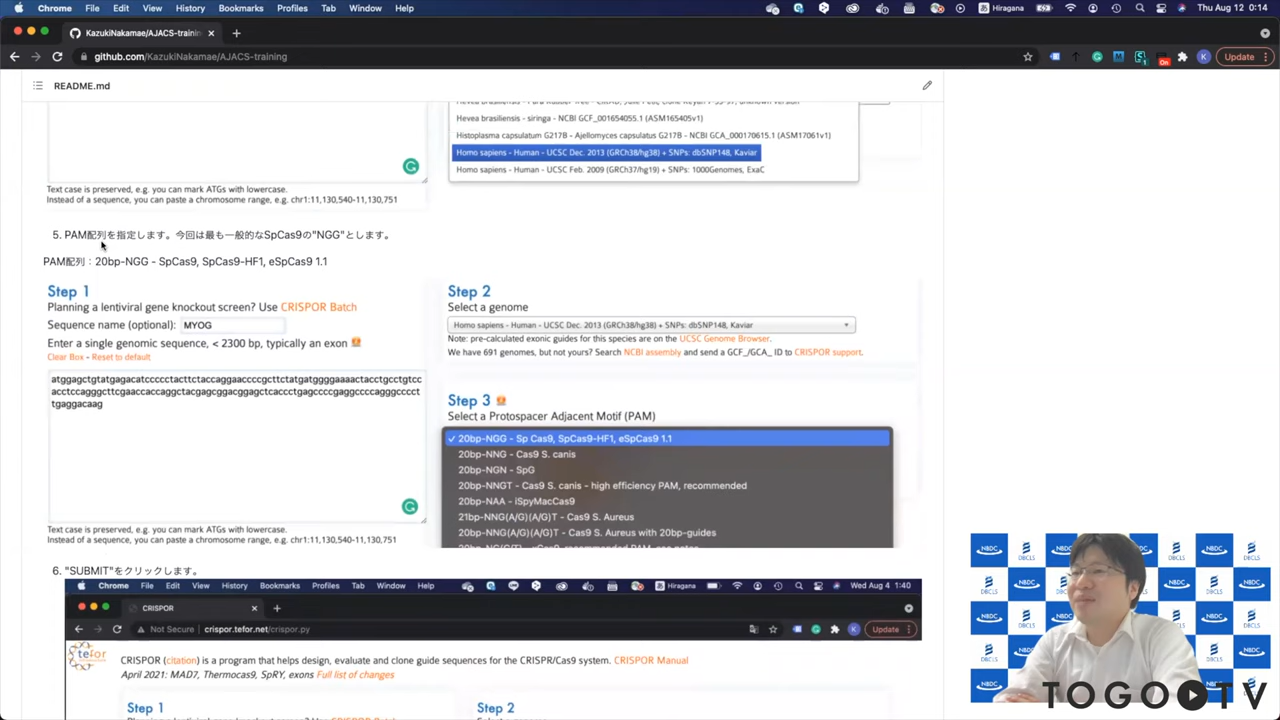 Chrome File Edit View History Bookmarks Profiles Tab Window Help Hiragana Thu Aug 12 0:14
KazukiNakamae/AJACS-trainin
github.com/KazukiNakamae/AJACS-training
Update
README.md
Hevea brasiliensis - siringa - NCBI GCF_001654055.1 (ASM165405v1)
Histoplasma capsulatum G217B - Ajellomyces capsulatus G217B - NCBI GCA_000170615.1 (ASM17061v1)
Homo sapiens - Human - UCSC Dec. 2013 (GRCh38/hg38) + SNPs: dbSNP148, Kaviar
Homo sapiens - Human - UCSC Feb. 2009 (GRCh37/hg19) + SNPs: 1000Genomes, ExaC
Text case is preserved, e.g. you can mark ATGs with lowercase.
Instead of a sequence, you can paste a chromosome range, e.g. chr1:11,130,540-11,130,751
5. PAM配列を指定します。今回は最も一般的なSpCas9の"NGG"とします。
PAM配列：20bp-NGG - SpCas9, SpCas9-HF1, eSpCas9 1.1
Step 1
Planning a lentiviral gene knockout screen? Use CRISPOR Batch
Sequence name (optional): MYOG
Enter a single genomic sequence, < 2300 bp, typically an exon
Clear Box - Reset to default
atggagctgtatgagacatccccctacttctaccaggaaccccgcttctatgatggggaaaactacctgcctgtcc
acctccagggcttcgaaccaccaggctacgagcggacggagctcaccctgagccccgaggccccagggcccct
tgaggacaag
Text case is preserved, e.g. you can mark ATGs with lowercase.
Instead of a sequence, you can paste a chromosome range, e.g. chr1:11,130,540-11,130,751
Step 2
Select a genome
Homo sapiens - Human - UCSC Dec. 2013 (GRCh38/hg38) + SNPs: dbSNP148, Kaviar
Note: pre-calculated exonic guides for this species are on the UCSC Genome Browser.
We have 691 genomes, but not yours? Search NCBI assembly and send a GCF_/GCA_ ID to CRISPOR support.
Step 3
Select a Protospacer Adjacent Motif (PAM)
✓ 20bp-NGG - Sp Cas9, SpCas9-HF1, eSpCas9 1.1
20bp-NNG - Cas9 S. canis
20bp-NGN - SpG
20bp-NNGT - Cas9 S. canis - high efficiency PAM, recommended
20bp-NAA - iSpyMacCas9
21bp-NNG(A/G)(A/G)T - Cas9 S. Aureus
20bp-NNG(A/G)(A/G)T - Cas9 S. Aureus with 20bp-guides
6. "SUBMIT"をクリックします。
Chrome File Edit View History Bookmarks Profiles Tab Window Help Hiragana Wed Aug 4 1:40
CRISPOR
Not Secure crispor.tefor.net/crispor.py
Update
tefor
CRISPOR (citation) is a program that helps design, evaluate and clone guide sequences for the CRISPR/Cas9 system. CRISPOR Manual
April 2021: MAD7, Thermocas9, SpRY, exons Full list of changes
Step 1
Step 2
NBDC
DBCLS
TOGO TV